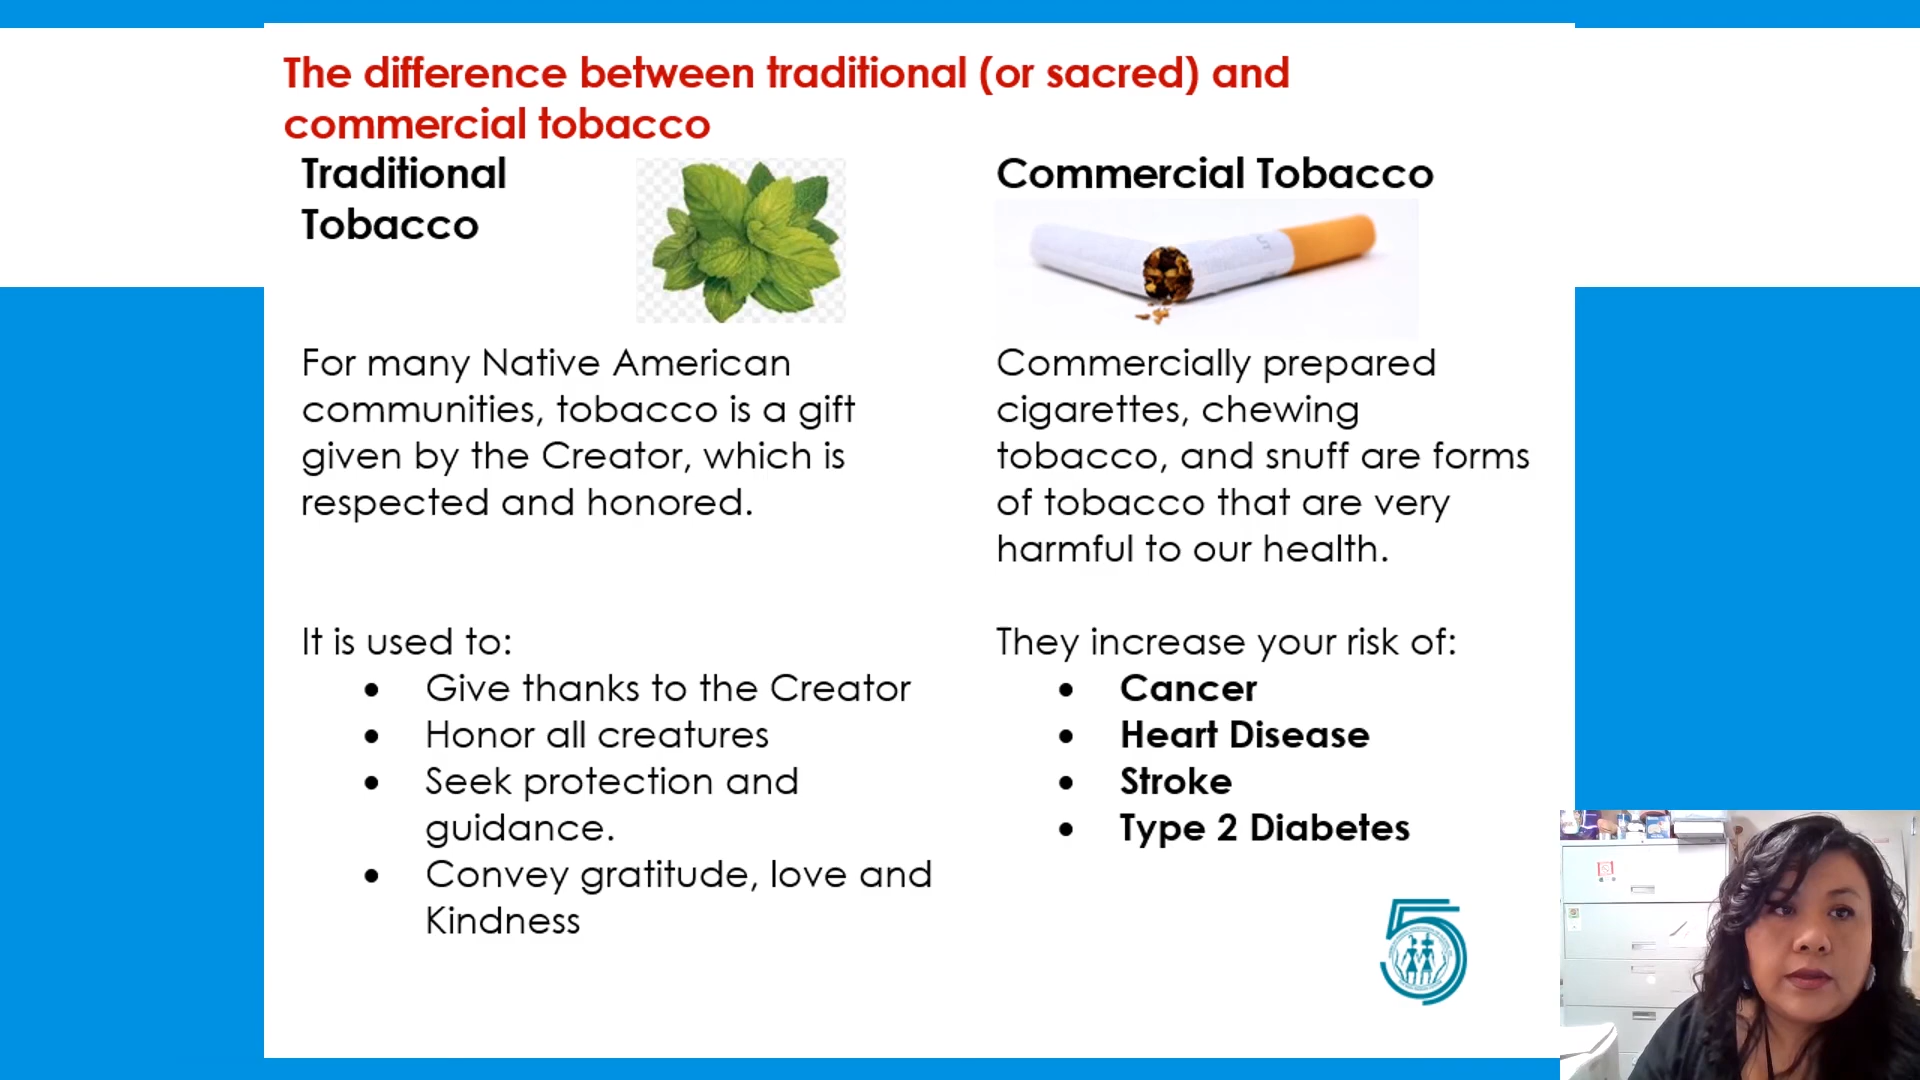 The difference between traditional (or sacred) and
commercial tobacco
Traditional
Tobacco
For many Native American
communities, tobacco is a gift
given by the Creator, which is
respected and honored.
It is used to:
• Give thanks to the Creator
• Honor all creatures
• Seek protection and
guidance.
• Convey gratitude, love and
Kindness
Commercial Tobacco
Commercially prepared
cigarettes, chewing
tobacco, and snuff are forms
of tobacco that are very
harmful to our health.
They increase your risk of:
• Cancer
• Heart Disease
• Stroke
• Type 2 Diabetes
5